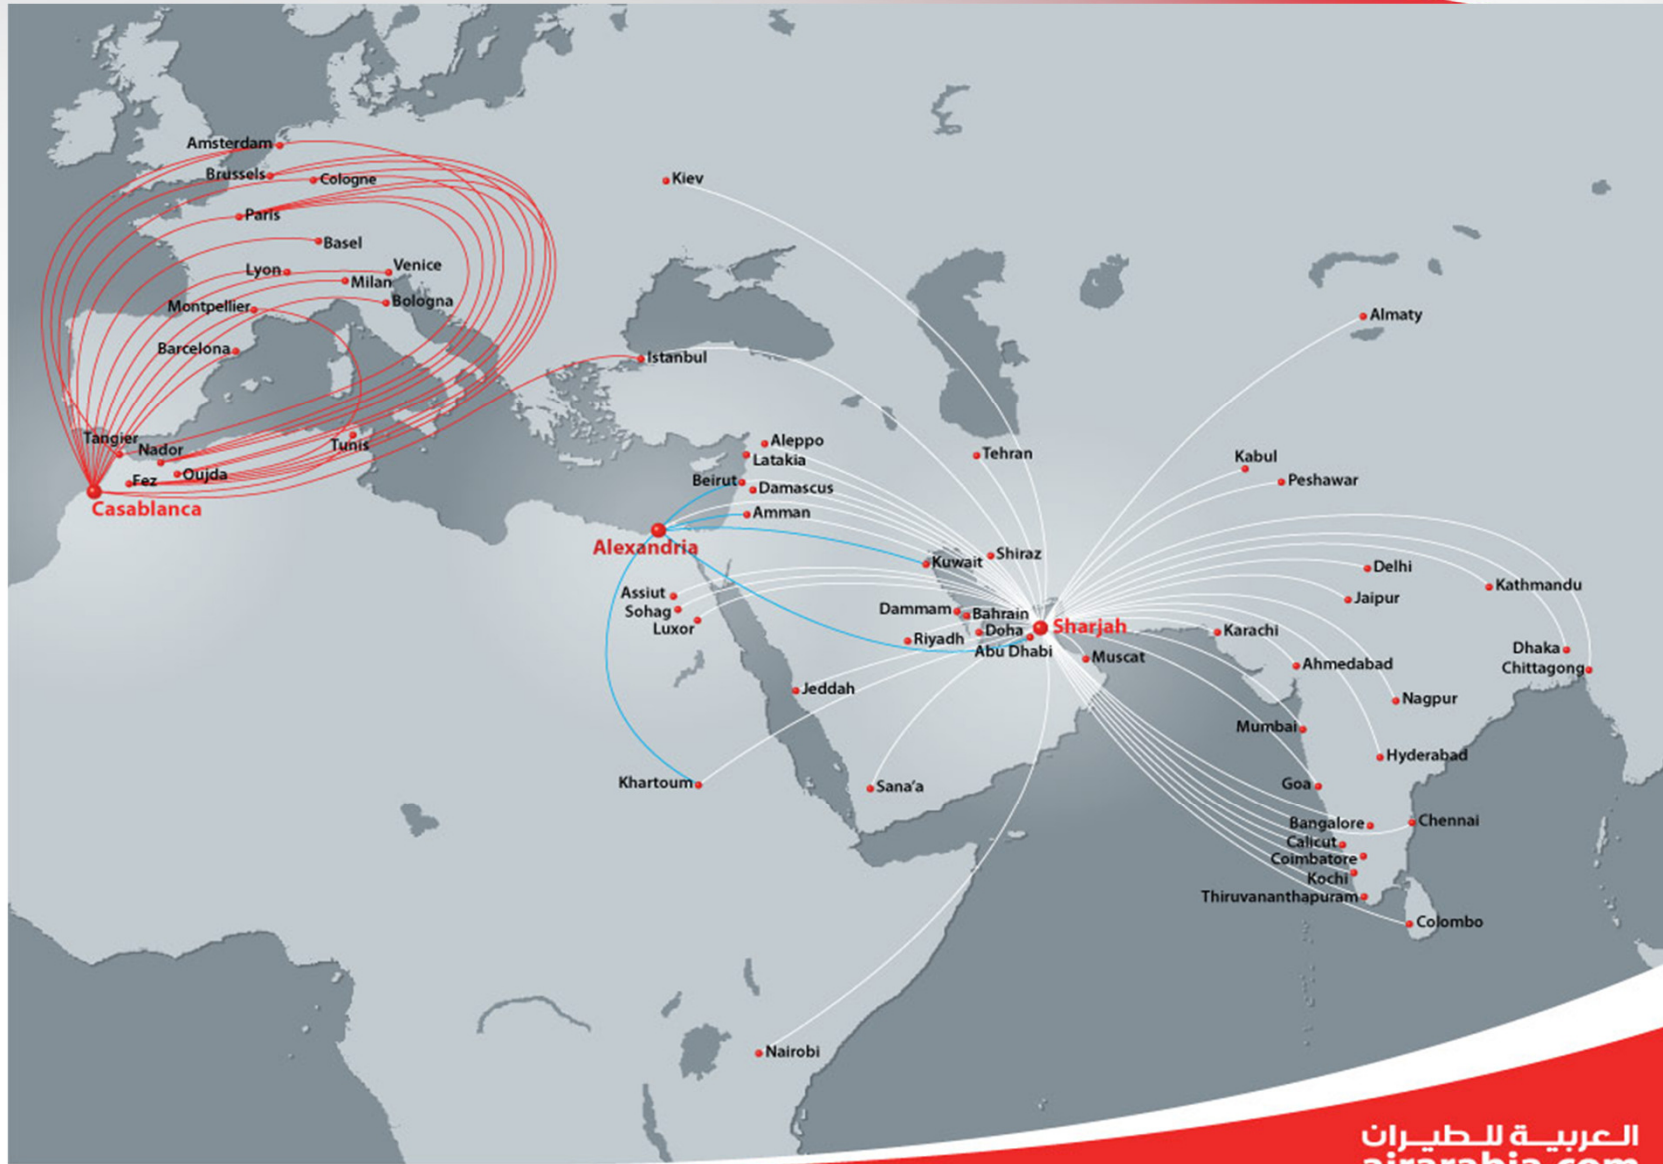 Amsterdam
Brussels
Cologne
Kiev
Paris
Basel
Lyon
Venice
Milan
Montpellier
Bologna
Almaty
Barcelona
Istanbul
Tangier
Nador
Tunis
Aleppo
Latakia
Tehran
Kabul
Fez
Oujda
Beirut
Damascus
Peshawar
Casablanca
Amman
Alexandria
Kuwait
Shiraz
Delhi
Kathmandu
Assiut
Sohag
Luxor
Dammam
Bahrain
Jaipur
Riyadh
Doha
Sharjah
Karachi
Abu Dhabi
Muscat
Dhaka
Ahmedabad
Chittagong
Jeddah
Nagpur
Mumbai
Hyderabad
Khartoum
Sana'a
Goa
Bangalore
Chennai
Calicut
Coimbatore
Kochi
Thiruvananthapuram
Colombo
Nairobi
العربية للطيران
airarabia.com